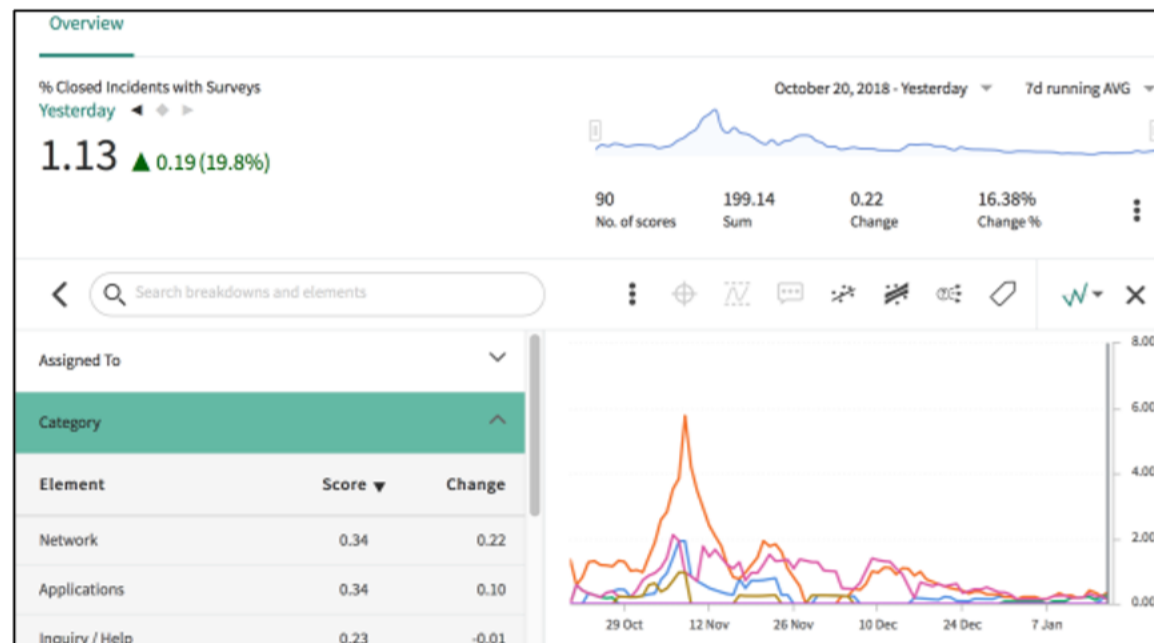 Overview
% Closed Incidents with Surveys
Yesterday
1.13 ▲ 0.19 (19.8%)
October 20, 2018 - Yesterday 7d running AVG
90 199.14 0.22 16.38%
No. of scores Sum Change Change %
Search breakdowns and elements
Assigned To
Category
Element Score ▼ Change
Network 0.34 0.22
Applications 0.34 0.10
Inquiry / Help 0.23 -0.01
8.00
6.00
4.00
2.00
0.00
29 Oct 12 Nov 26 Nov 10 Dec 24 Dec 7 Jan